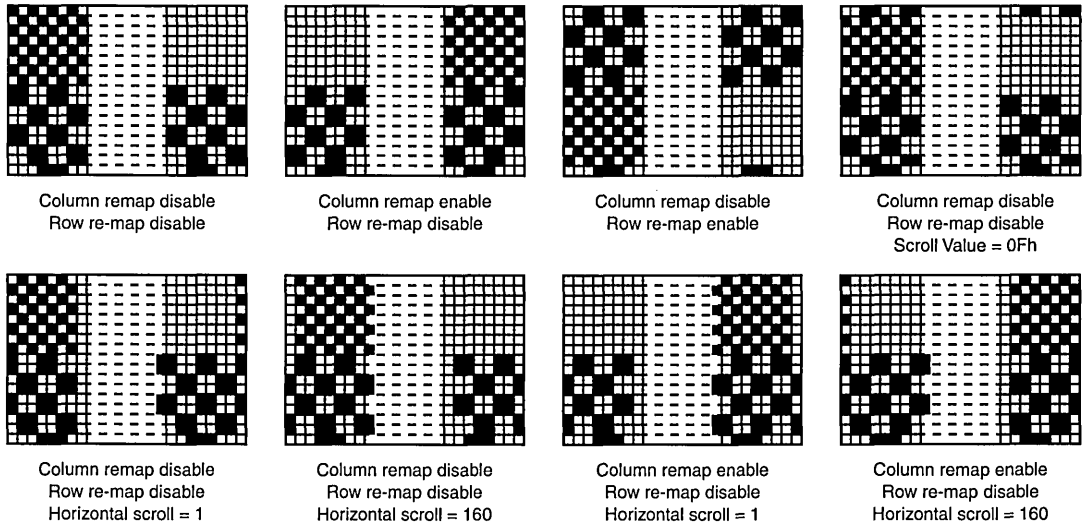 Column remap disable
Row re-map disable
Column remap enable
Row re-map disable
Column remap disable
Row re-map enable
Column remap disable
Row re-map disable
Scroll Value = 0Fh
Column remap disable
Row re-map disable
Horizontal scroll = 1
Column remap disable
Row re-map disable
Horizontal scroll = 160
Column remap enable
Row re-map disable
Horizontal scroll = 1
Column remap enable
Row re-map disable
Horizontal scroll = 160